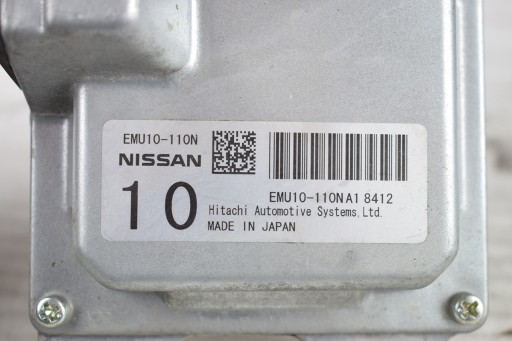 EMU10-110N
NISSAN
10
EMU10-110NA1 8412
Hitachi Automotive Systems,Ltd.
MADE IN JAPAN